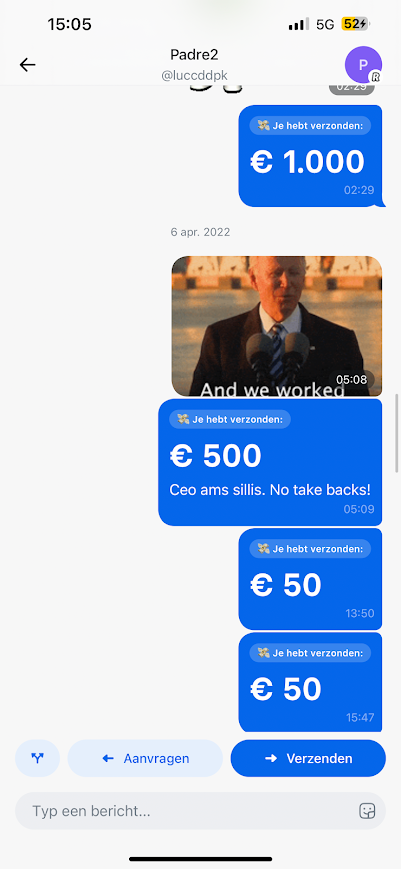 15:05
5G
52
Padre2
@luccddpk
P
R
02:29
💸 Je hebt verzonden:
€ 1.000
02:29
6 apr. 2022
05:08
And we worked
💸 Je hebt verzonden:
€ 500
Ceo ams sillis. No take backs!
05:09
💸 Je hebt verzonden:
€ 50
13:50
💸 Je hebt verzonden:
€ 50
15:47
Aanvragen
Verzenden
Typ een bericht...